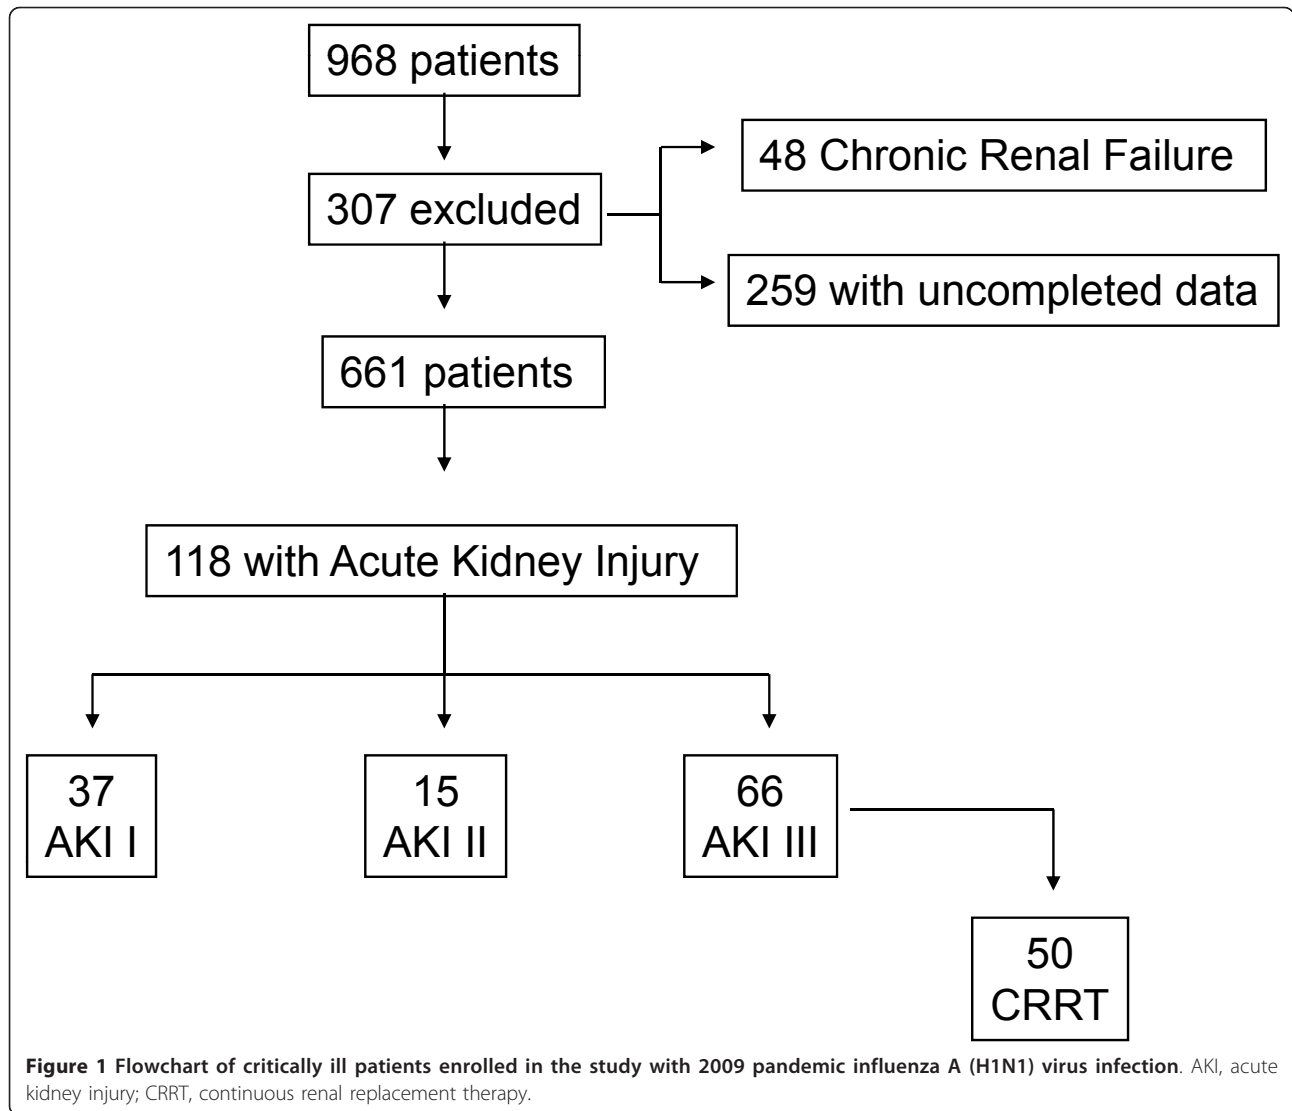 968 patients
307 excluded
48 Chronic Renal Failure
259 with uncompleted data
661 patients
118 with Acute Kidney Injury
37
AKI I
15
AKI II
66
AKI III
50
CRRT
Figure 1 Flowchart of critically ill patients enrolled in the study with 2009 pandemic influenza A (H1N1) virus infection. AKI, acute
kidney injury; CRRT, continuous renal replacement therapy.